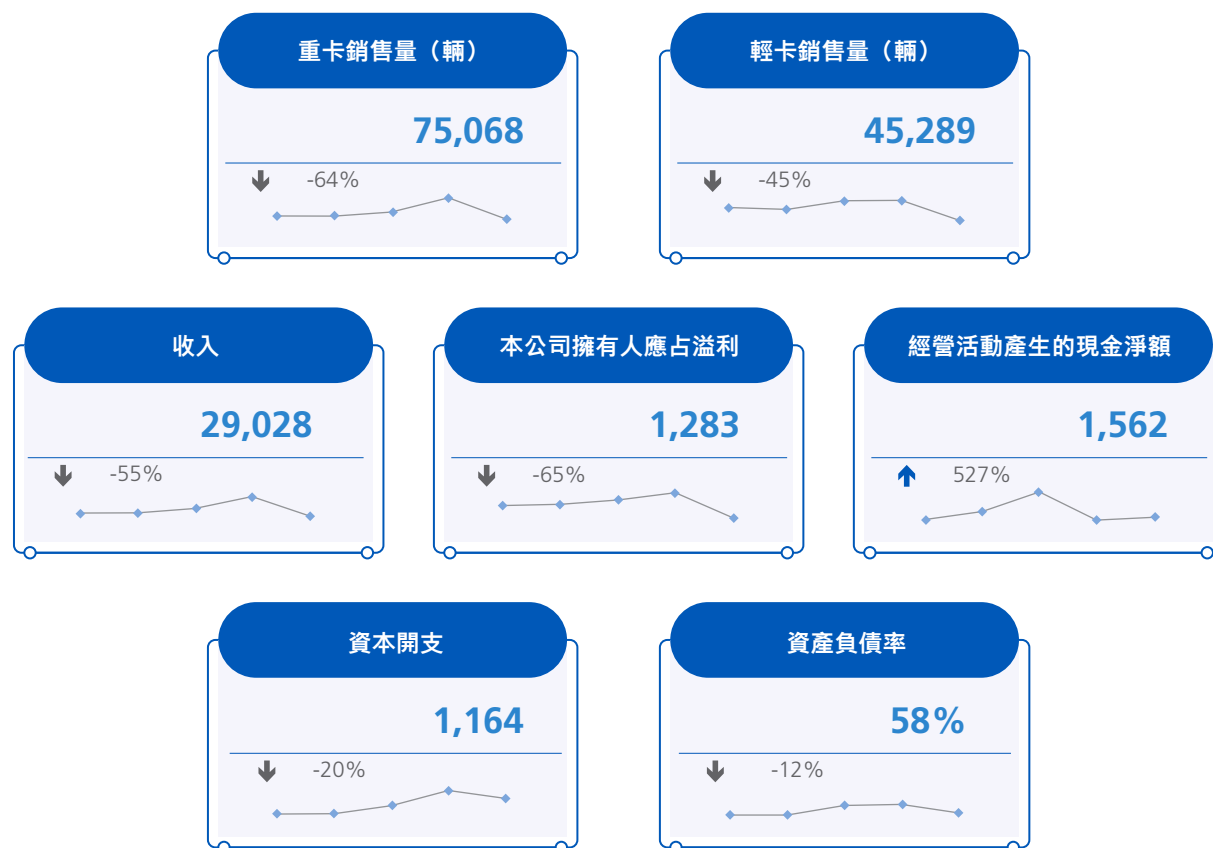 重卡銷售量（輛）
75,068
-64%
輕卡銷售量（輛）
45,289
-45%
收入
29,028
-55%
本公司擁有人應占溢利
1,283
-65%
經營活動產生的現金淨額
1,562
527%
資本開支
1,164
-20%
資產負債率
58%
-12%